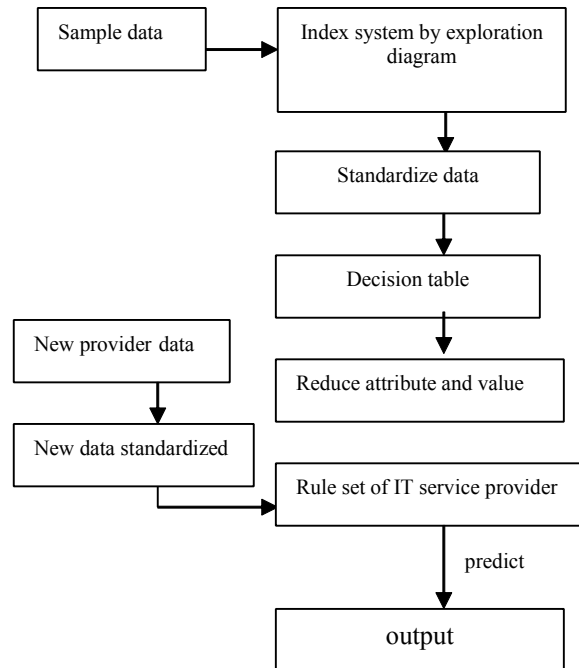 Sample data
Index system by exploration
diagram
Standardize data
Decision table
New provider data
Reduce attribute and value
New data standardized
Rule set of IT service provider
predict
output